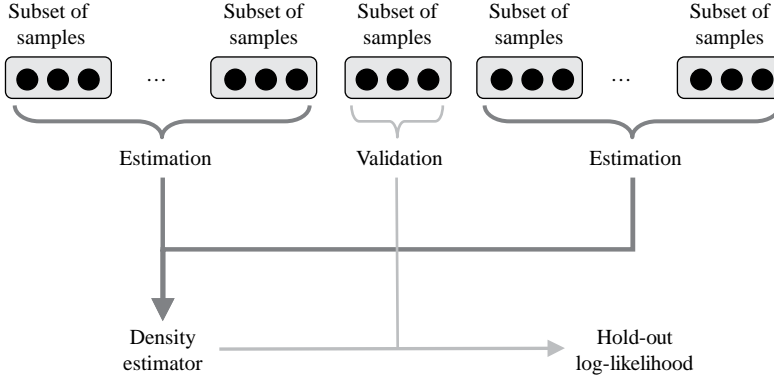 Subset of
samples
Subset of
samples
Subset of
samples
Subset of
samples
Subset of
samples
...
...
Estimation
Validation
Estimation
Density
estimator
Hold-out
log-likelihood